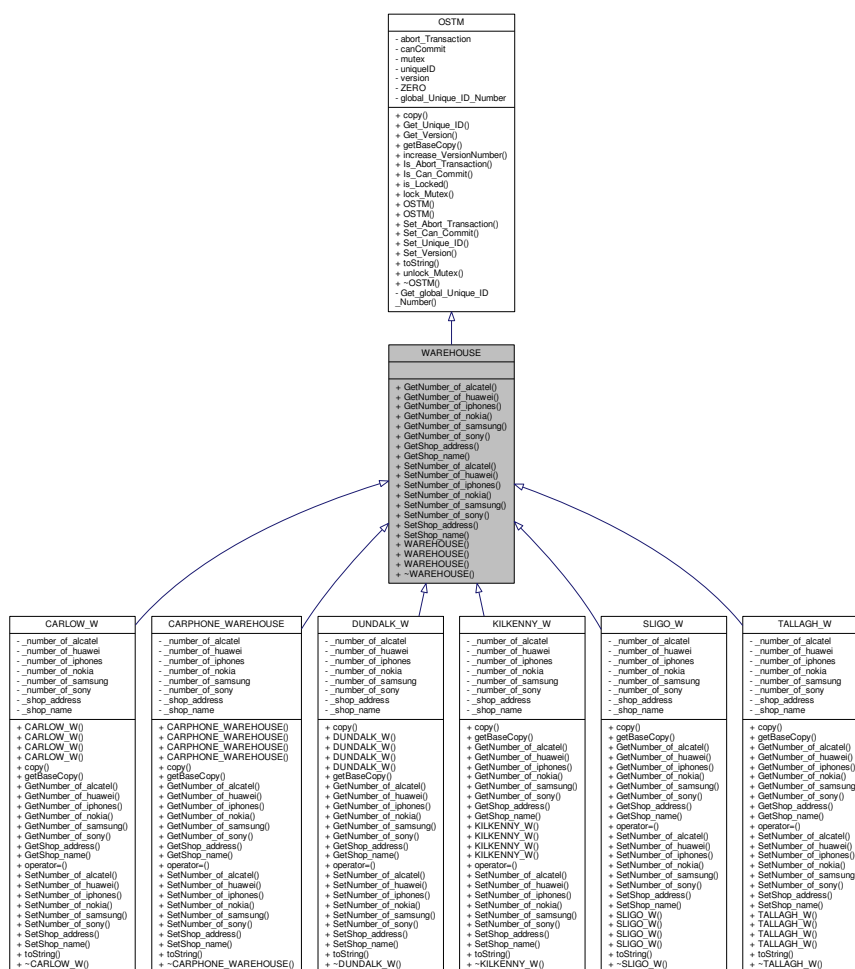 OSTM
- abort_Transaction
- canCommit
- mutex
- uniqueID
- version
- ZERO
- global_Unique_ID_Number
+ copy()
+ Get_Unique_ID()
+ Get_Version()
+ getBaseCopy()
+ increase_VersionNumber()
+ Is_Abort_Transaction()
+ Is_Can_Commit()
+ is_Locked()
+ lock_Mutex()
+ OSTM()
+ OSTM()
+ Set_Abort_Transaction()
+ Set_Can_Commit()
+ Set_Unique_ID()
+ Set_Version()
+ toString()
+ unlock_Mutex()
+ ~OSTM()
- Get_global_Unique_ID
_Number()
WAREHOUSE
+ GetNumber_of_alcatel()
+ GetNumber_of_huawei()
+ GetNumber_of_iphones()
+ GetNumber_of_nokia()
+ GetNumber_of_samsung()
+ GetNumber_of_sony()
+ GetShop_address()
+ GetShop_name()
+ SetNumber_of_alcatel()
+ SetNumber_of_huawei()
+ SetNumber_of_iphones()
+ SetNumber_of_nokia()
+ SetNumber_of_samsung()
+ SetNumber_of_sony()
+ SetShop_address()
+ SetShop_name()
+ WAREHOUSE()
+ WAREHOUSE()
+ WAREHOUSE()
+ ~WAREHOUSE()
CARLOW_W
- _number_of_alcatel
- _number_of_huawei
- _number_of_iphones
- _number_of_nokia
- _number_of_samsung
- _number_of_sony
- _shop_address
- _shop_name
+ CARLOW_W()
+ CARLOW_W()
+ CARLOW_W()
+ CARLOW_W()
+ copy()
+ getBaseCopy()
+ GetNumber_of_alcatel()
+ GetNumber_of_huawei()
+ GetNumber_of_iphones()
+ GetNumber_of_nokia()
+ GetNumber_of_samsung()
+ GetNumber_of_sony()
+ GetShop_address()
+ GetShop_name()
+ operator=()
+ SetNumber_of_alcatel()
+ SetNumber_of_huawei()
+ SetNumber_of_iphones()
+ SetNumber_of_nokia()
+ SetNumber_of_samsung()
+ SetNumber_of_sony()
+ SetShop_address()
+ SetShop_name()
+ toString()
+ ~CARLOW_W()
CARPHONE_WAREHOUSE
- _number_of_alcatel
- _number_of_huawei
- _number_of_iphones
- _number_of_nokia
- _number_of_samsung
- _number_of_sony
- _shop_address
- _shop_name
+ CARPHONE_WAREHOUSE()
+ CARPHONE_WAREHOUSE()
+ CARPHONE_WAREHOUSE()
+ CARPHONE_WAREHOUSE()
+ copy()
+ getBaseCopy()
+ GetNumber_of_alcatel()
+ GetNumber_of_huawei()
+ GetNumber_of_iphones()
+ GetNumber_of_nokia()
+ GetNumber_of_samsung()
+ GetNumber_of_sony()
+ GetShop_address()
+ GetShop_name()
+ operator=()
+ SetNumber_of_alcatel()
+ SetNumber_of_huawei()
+ SetNumber_of_iphones()
+ SetNumber_of_nokia()
+ SetNumber_of_samsung()
+ SetNumber_of_sony()
+ SetShop_address()
+ SetShop_name()
+ toString()
+ ~CARPHONE_WAREHOUSE()
DUNDALK_W
- _number_of_alcatel
- _number_of_huawei
- _number_of_iphones
- _number_of_nokia
- _number_of_samsung
- _number_of_sony
- _shop_address
- _shop_name
+ copy()
+ DUNDALK_W()
+ DUNDALK_W()
+ DUNDALK_W()
+ DUNDALK_W()
+ getBaseCopy()
+ GetNumber_of_alcatel()
+ GetNumber_of_huawei()
+ GetNumber_of_iphones()
+ GetNumber_of_nokia()
+ GetNumber_of_samsung()
+ GetNumber_of_sony()
+ GetShop_address()
+ GetShop_name()
+ operator=()
+ SetNumber_of_alcatel()
+ SetNumber_of_huawei()
+ SetNumber_of_iphones()
+ SetNumber_of_nokia()
+ SetNumber_of_samsung()
+ SetNumber_of_sony()
+ SetShop_address()
+ SetShop_name()
+ toString()
+ ~DUNDALK_W()
KILKENNY_W
- _number_of_alcatel
- _number_of_huawei
- _number_of_iphones
- _number_of_nokia
- _number_of_samsung
- _number_of_sony
- _shop_address
- _shop_name
+ copy()
+ getBaseCopy()
+ GetNumber_of_alcatel()
+ GetNumber_of_huawei()
+ GetNumber_of_iphones()
+ GetNumber_of_nokia()
+ GetNumber_of_samsung()
+ GetNumber_of_sony()
+ GetShop_address()
+ GetShop_name()
+ KILKENNY_W()
+ KILKENNY_W()
+ KILKENNY_W()
+ KILKENNY_W()
+ operator=()
+ SetNumber_of_alcatel()
+ SetNumber_of_huawei()
+ SetNumber_of_iphones()
+ SetNumber_of_nokia()
+ SetNumber_of_samsung()
+ SetNumber_of_sony()
+ SetShop_address()
+ SetShop_name()
+ toString()
+ ~KILKENNY_W()
SLIGO_W
- _number_of_alcatel
- _number_of_huawei
- _number_of_iphones
- _number_of_nokia
- _number_of_samsung
- _number_of_sony
- _shop_address
- _shop_name
+ copy()
+ getBaseCopy()
+ GetNumber_of_alcatel()
+ GetNumber_of_huawei()
+ GetNumber_of_iphones()
+ GetNumber_of_nokia()
+ GetNumber_of_samsung()
+ GetNumber_of_sony()
+ GetShop_address()
+ GetShop_name()
+ operator=()
+ SetNumber_of_alcatel()
+ SetNumber_of_huawei()
+ SetNumber_of_iphones()
+ SetNumber_of_nokia()
+ SetNumber_of_samsung()
+ SetNumber_of_sony()
+ SetShop_address()
+ SetShop_name()
+ SLIGO_W()
+ SLIGO_W()
+ SLIGO_W()
+ SLIGO_W()
+ toString()
+ ~SLIGO_W()
TALLAGH_W
- _number_of_alcatel
- _number_of_huawei
- _number_of_iphones
- _number_of_nokia
- _number_of_samsung
- _number_of_sony
- _shop_address
- _shop_name
+ copy()
+ getBaseCopy()
+ GetNumber_of_alcatel()
+ GetNumber_of_huawei()
+ GetNumber_of_iphones()
+ GetNumber_of_nokia()
+ GetNumber_of_samsung
+ GetNumber_of_sony()
+ GetShop_address()
+ GetShop_name()
+ operator=()
+ SetNumber_of_alcatel()
+ SetNumber_of_huawei()
+ SetNumber_of_iphones()
+ SetNumber_of_nokia()
+ SetNumber_of_samsung
+ SetNumber_of_sony()
+ SetShop_address()
+ SetShop_name()
+ TALLAGH_W()
+ TALLAGH_W()
+ TALLAGH_W()
+ TALLAGH_W()
+ toString()
+ ~TALLAGH_W()